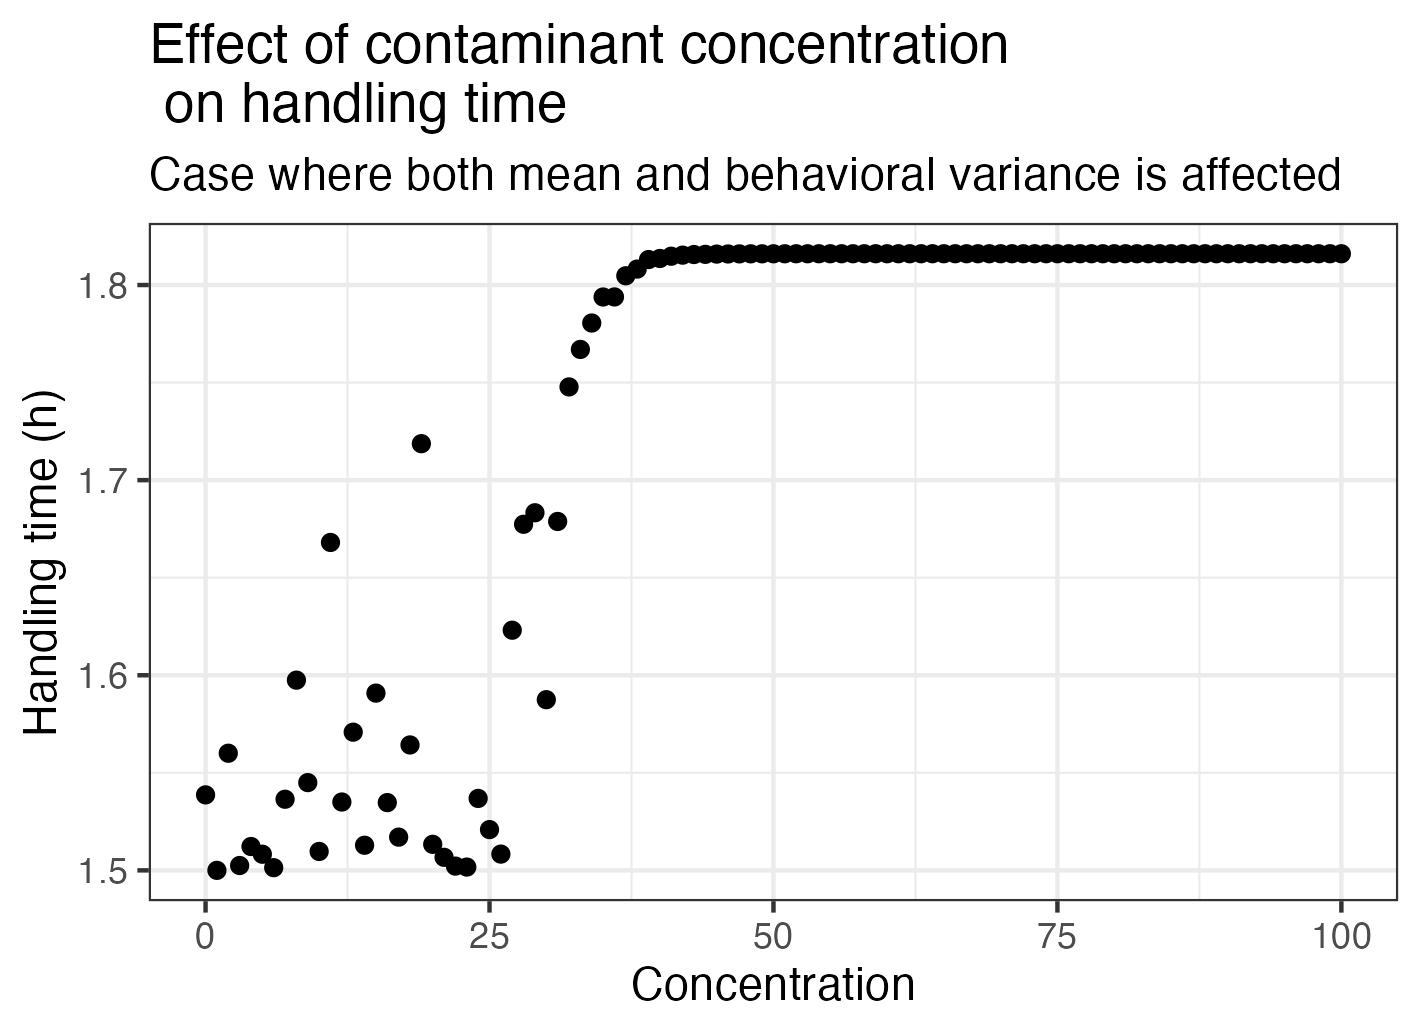 Effect of contaminant concentration
on handling time
Case where both mean and behavioral variance is affected
Handling time (h)
1.8
1.7
1.6
1.5
0 25 50 75 100
Concentration